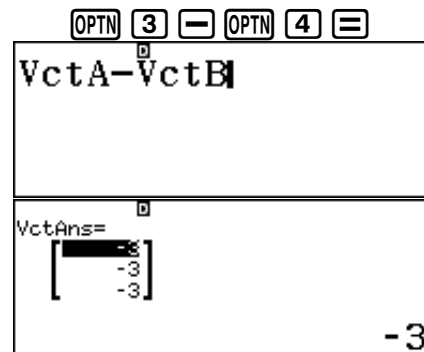 OPTN 3 − OPTN 4 =
D
VctA−VctB
D
VctAns=
-3
-3
-3
-3